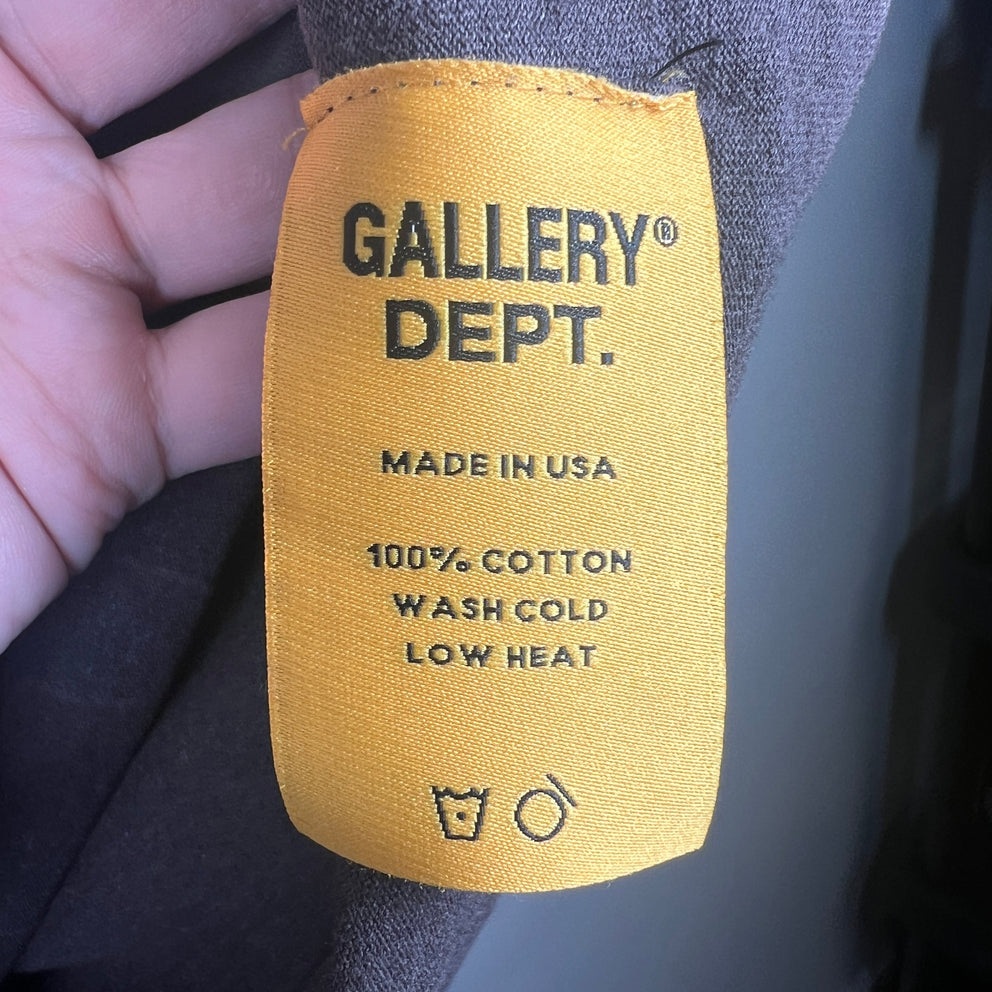 GALLERY®
DEPT.
MADE IN USA
100% COTTON
WASH COLD
LOW HEAT